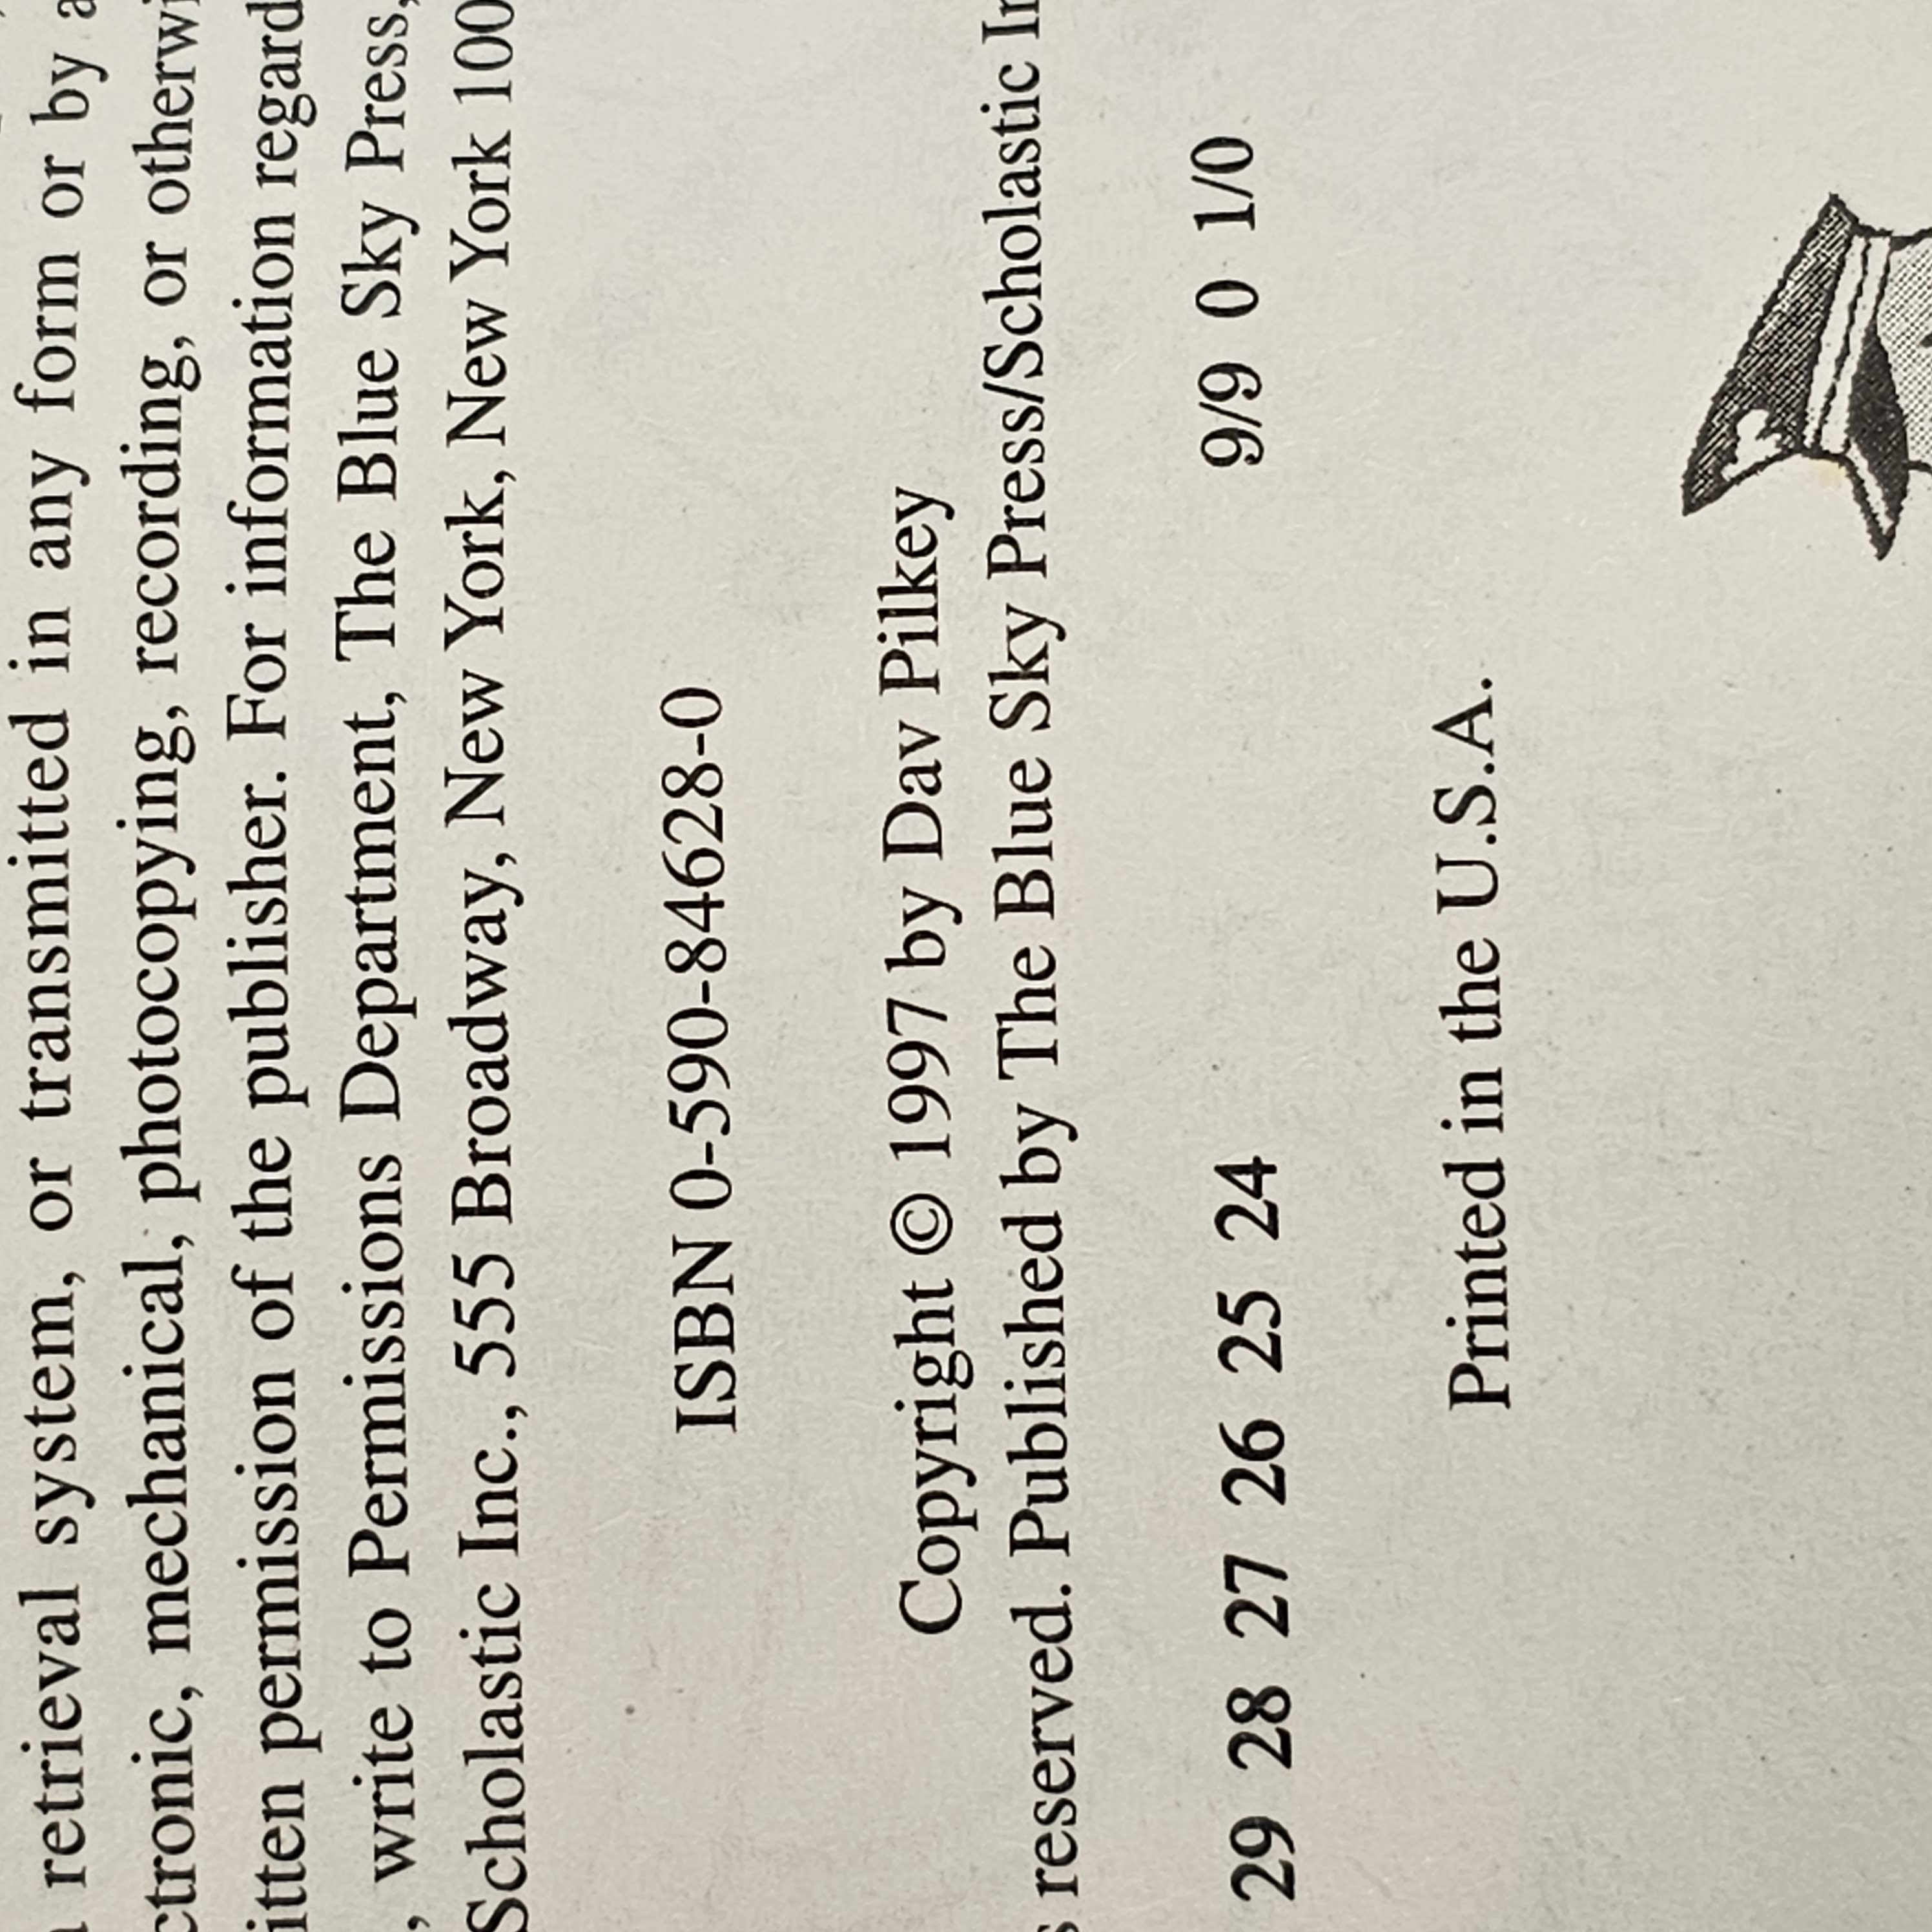 retrieval system, or transmitted in any form or by a
ctronic, mechanical, photocopying, recording, or otherwi
itten permission of the publisher. For information regard
, write to Permissions Department, The Blue Sky Press,
Scholastic Inc., 555 Broadway, New York, New York 100
ISBN 0-590-84628-0
Copyright © 1997 by Dav Pilkey
s reserved. Published by The Blue Sky Press/Scholastic In
29 28 27 26 25 24 9/9 0 1/0
Printed in the U.S.A.